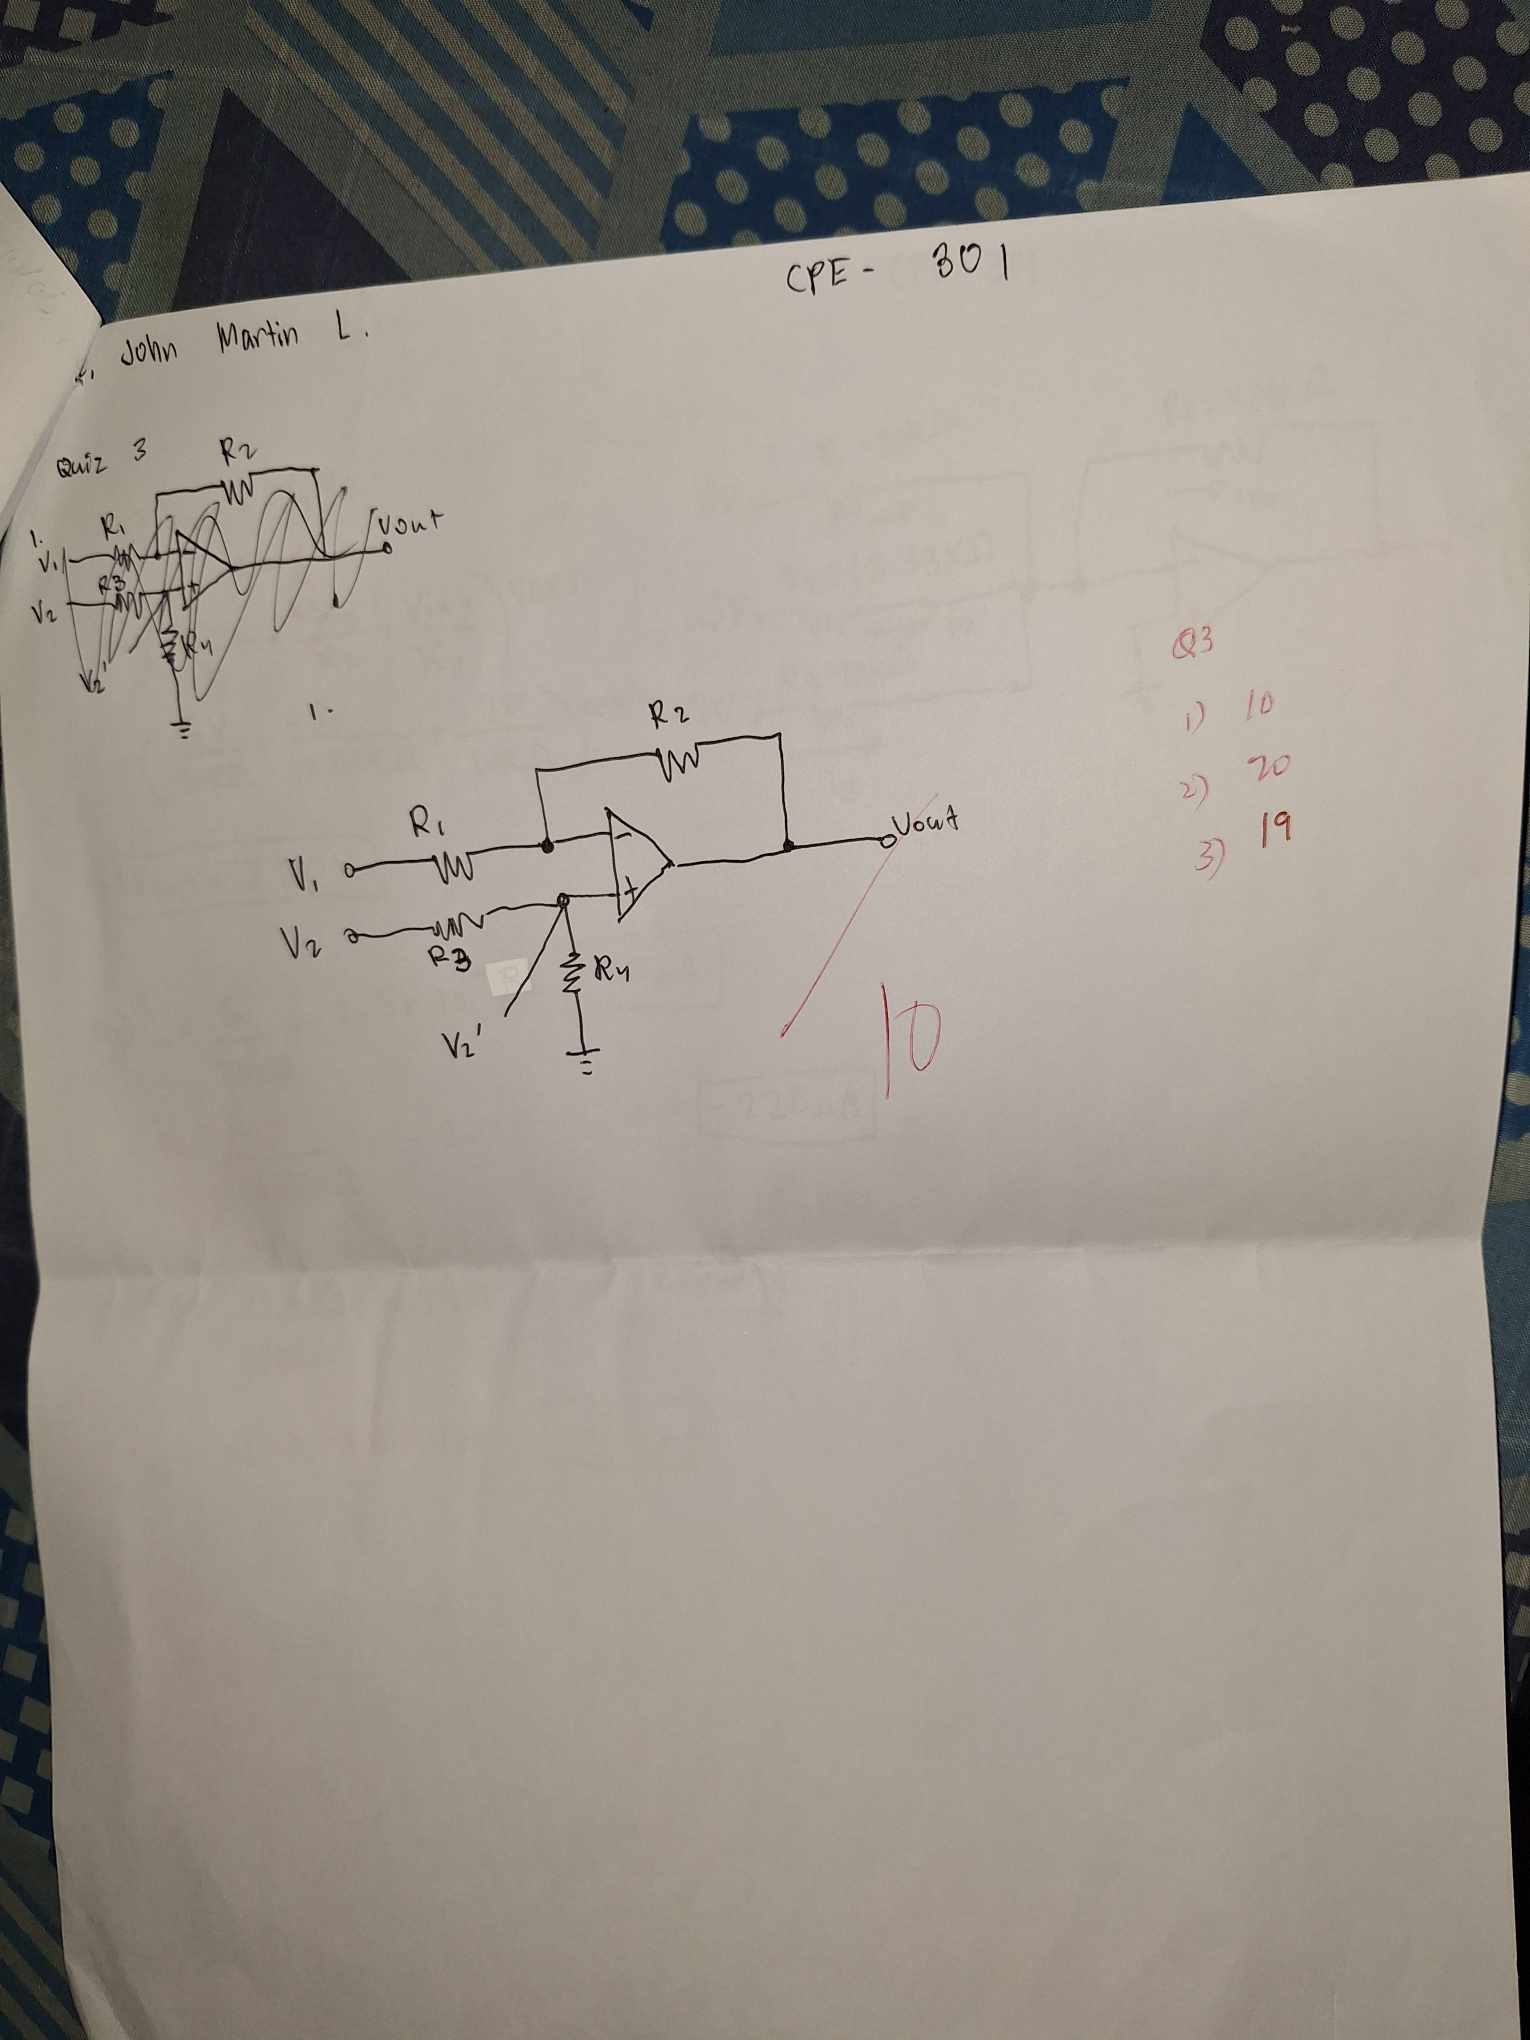 CPE - 301
John Martin L.
Quiz 3
R2
1.
R1
Vout
V1
R3
V2
R4
V2'
1.
R2
R1
Vout
V1
-
+
V2
R3
R4
V2'
10
Q3
1) 10
2) 20
3) 19